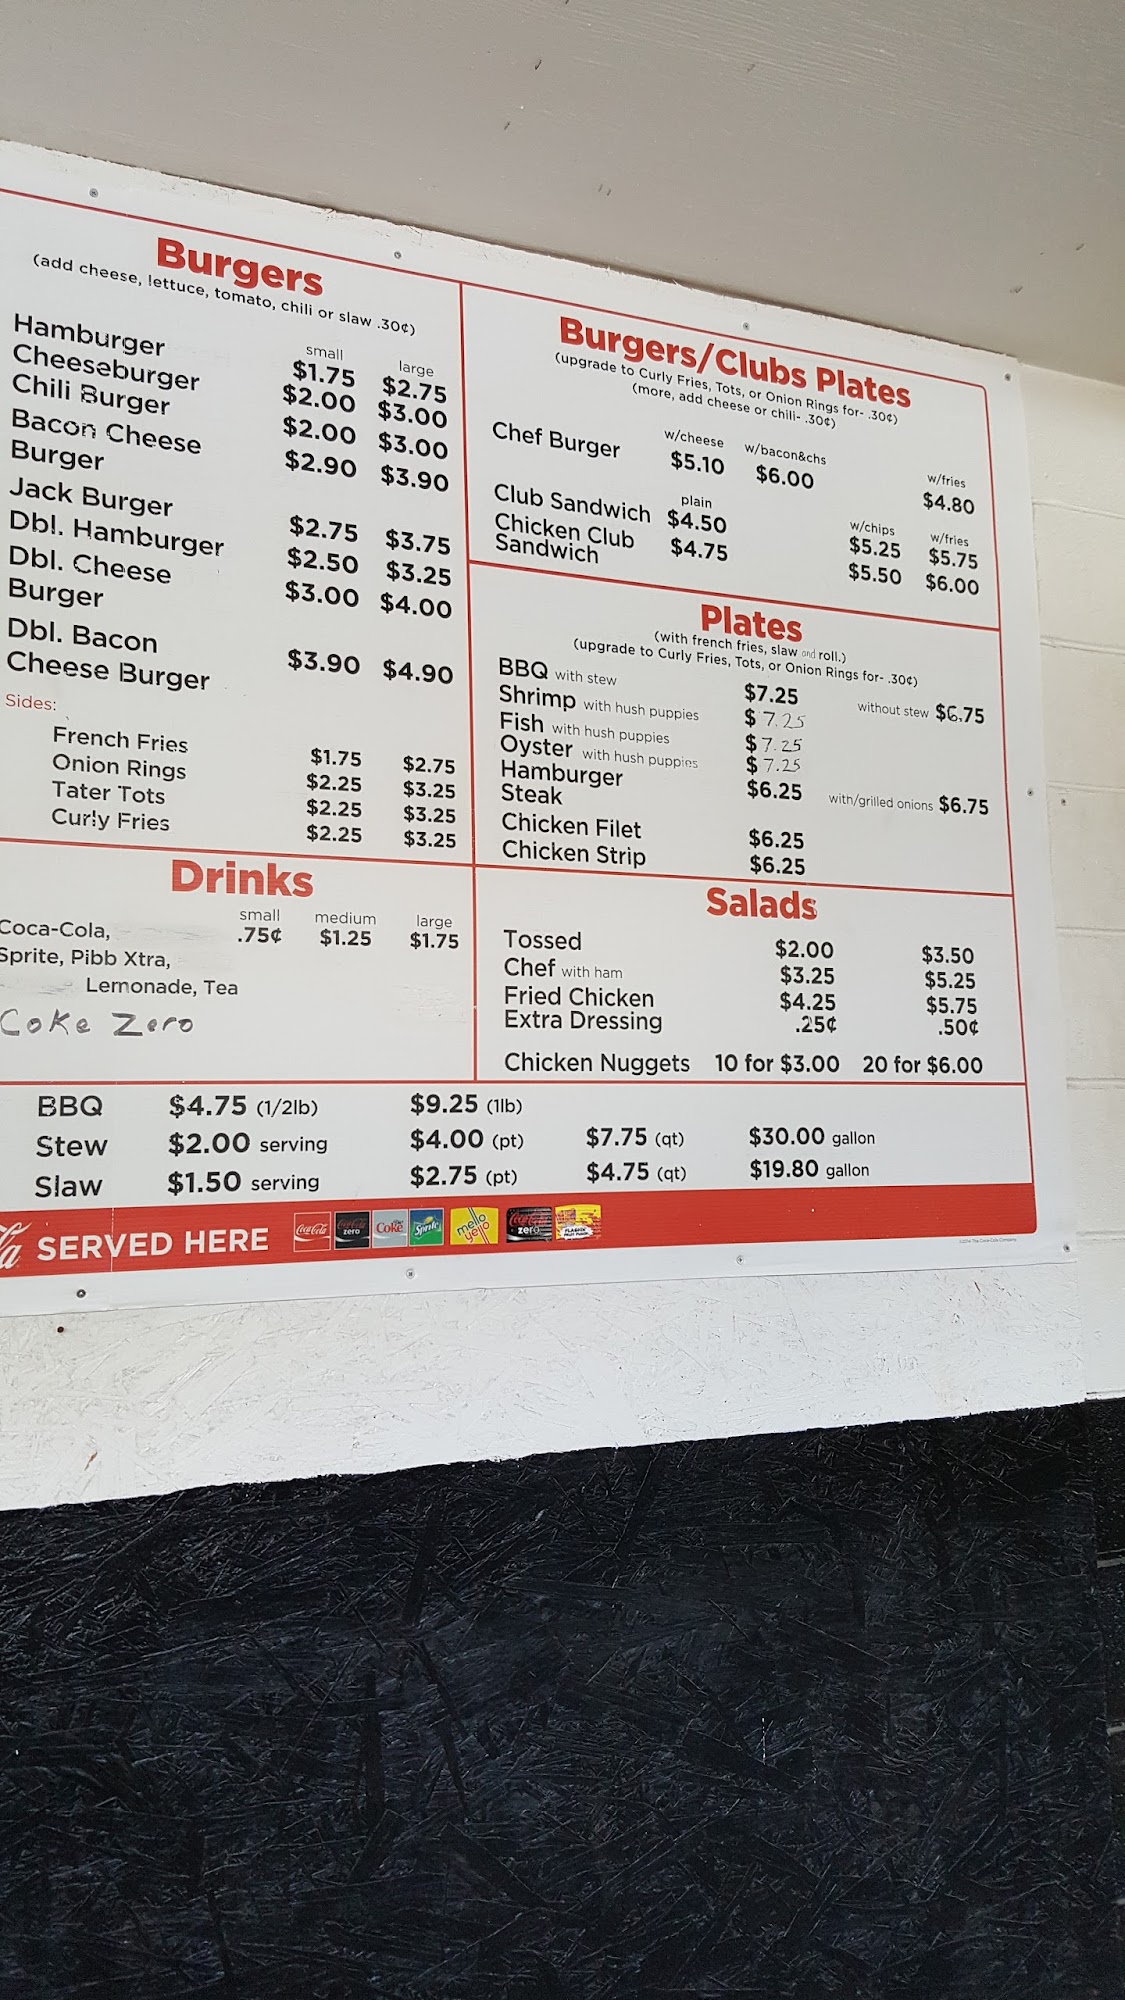 Burgers
(add cheese, lettuce, tomato, chili or slaw .30¢)
small large
Hamburger $1.75 $2.75
Cheeseburger $2.00 $3.00
Chili Burger $2.00 $3.00
Bacon Cheese $2.90 $3.90
Burger
Jack Burger $2.75 $3.75
Dbl. Hamburger $2.50 $3.25
Dbl. Cheese $3.00 $4.00
Burger
Dbl. Bacon $3.90 $4.90
Cheese Burger
Sides:
French Fries $1.75 $2.75
Onion Rings $2.25 $3.25
Tater Tots $2.25 $3.25
Curly Fries $2.25 $3.25
Drinks
small medium large
Coca-Cola, .75¢ $1.25 $1.75
Sprite, Pibb Xtra,
Lemonade, Tea
Coke Zero
Burgers/Clubs Plates
(upgrade to Curly Fries, Tots, or Onion Rings for- .30¢)
(more, add cheese or chili- .30¢)
w/cheese w/bacon&chs w/fries
Chef Burger $5.10 $6.00 $4.80
plain w/chips w/fries
Club Sandwich $4.50 $5.25 $5.75
Chicken Club $4.75 $5.50 $6.00
Sandwich
Plates
(with french fries, slaw and roll.)
(upgrade to Curly Fries, Tots, or Onion Rings for- .30¢)
BBQ with stew $7.25 without stew $6.75
Shrimp with hush puppies $7.25
Fish with hush puppies $7.25
Oyster with hush puppies $7.25
Hamburger $6.25 with/grilled onions $6.75
Steak
Chicken Filet $6.25
Chicken Strip $6.25
Salads
Tossed $2.00 $3.50
Chef with ham $3.25 $5.25
Fried Chicken $4.25 $5.75
Extra Dressing .25¢ .50¢
Chicken Nuggets 10 for $3.00 20 for $6.00
BBQ $4.75 (1/2lb) $9.25 (1lb)
Stew $2.00 serving $4.00 (pt) $7.75 (qt) $30.00 gallon
Slaw $1.50 serving $2.75 (pt) $4.75 (qt) $19.80 gallon
SERVED HERE Coca-Cola Coca-Cola zero Coke Sprite mello yello zero